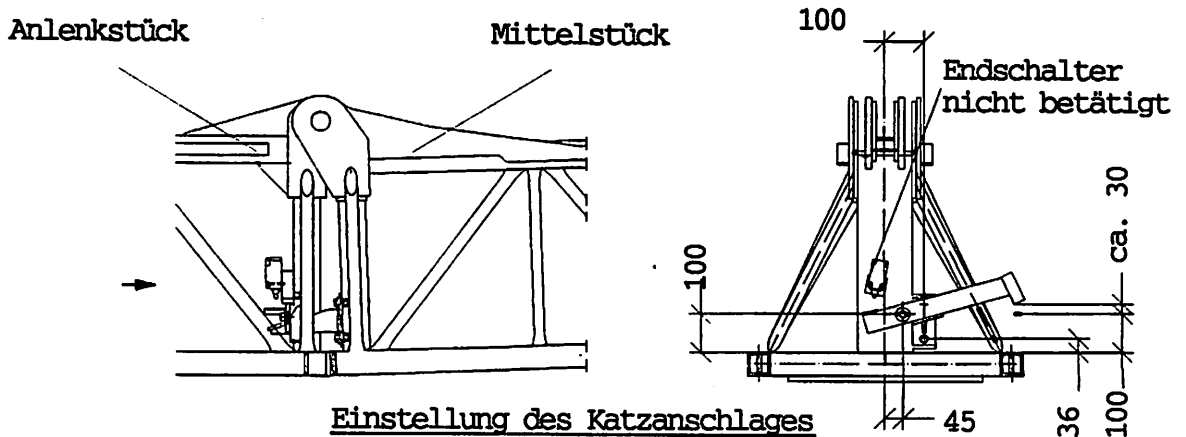 Anlenkstück
Mittelstück
100
Endschalter
nicht betätigt
ca. 30
100
Einstellung des Katzanschlages
45
36
100